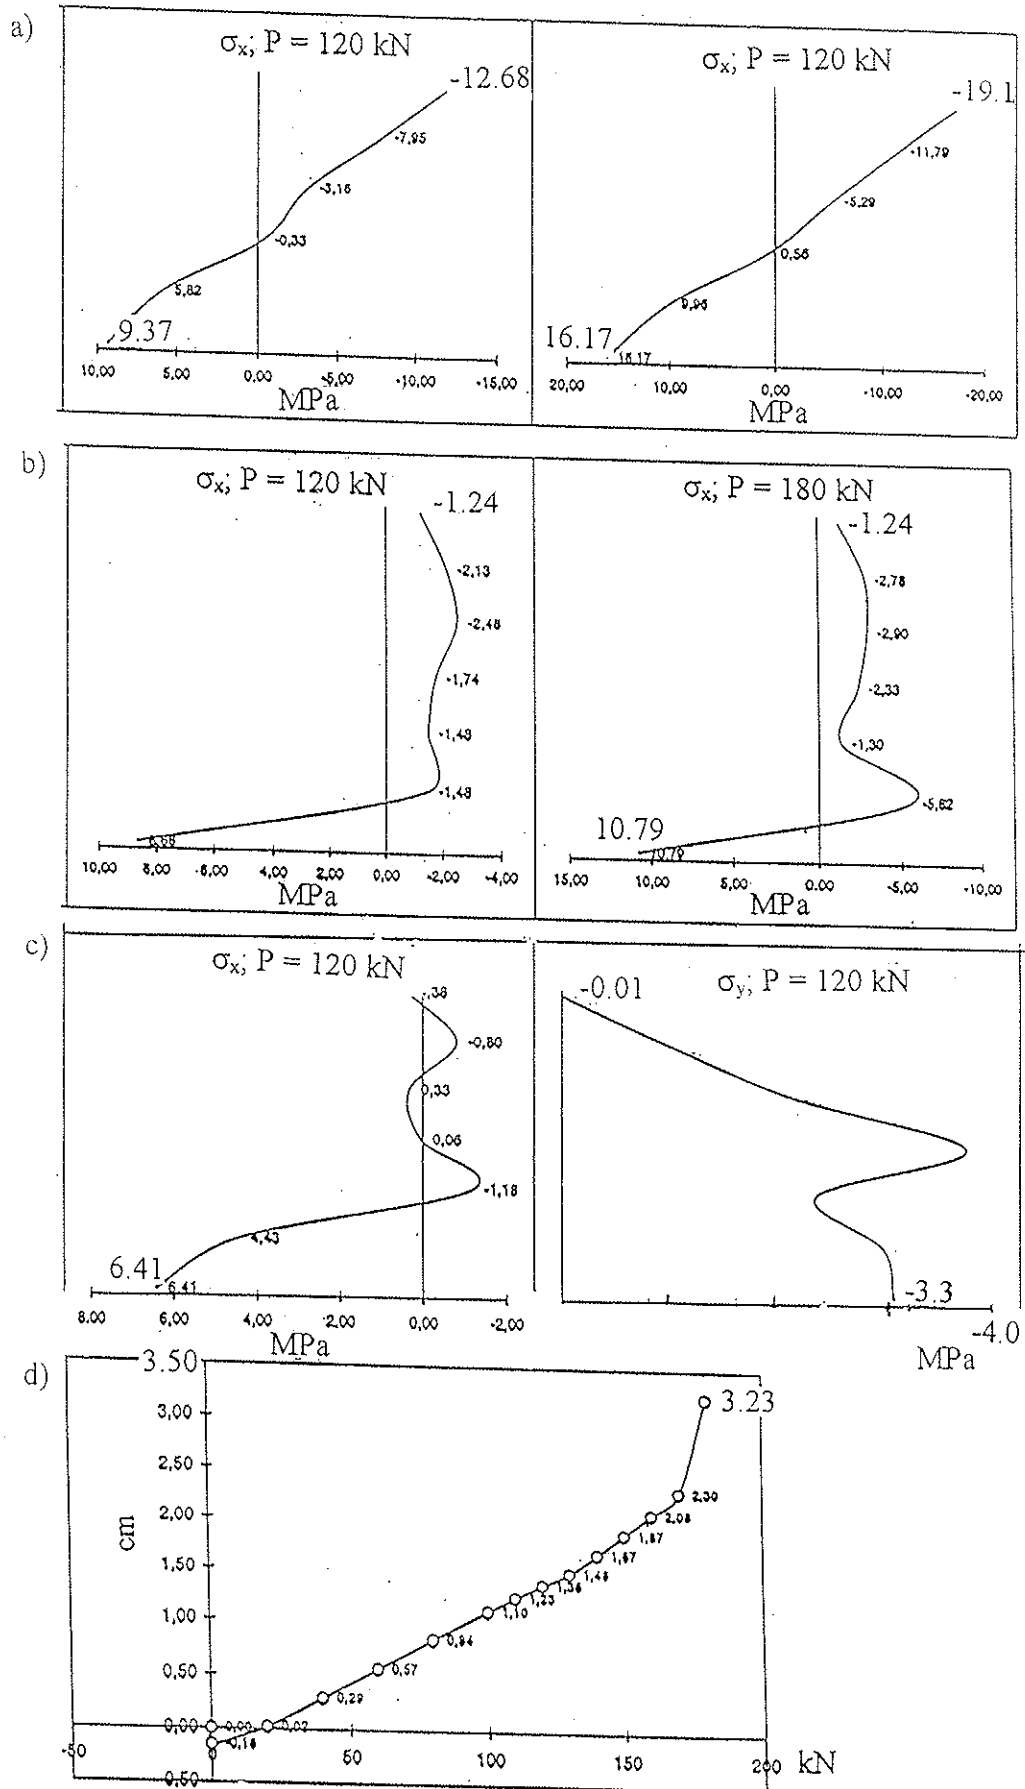 a)
σx; P = 120 kN
-12.68
-7,95
-3,16
-0,33
5,82
9.37
10,00 5,00 0,00 -5,00 -10,00 -15,00
MPa
σx; P = 120 kN
-19.1
-11,79
-5,29
0,56
9,96
16.17
16,17
20,00 10,00 0,00 -10,00 -20,00
MPa
b)
σx; P = 120 kN
-1.24
-2,13
-2,48
-1,74
-1,48
-1,48
10,00 8,00 6,00 4,00 2,00 0,00 -2,00 -4,00
MPa
σx; P = 180 kN
-1.24
-2,78
-2,90
-2,33
-1,30
-5,62
10.79
10,79
15,00 10,00 5,00 0,00 -5,00 -10,00
MPa
c)
σx; P = 120 kN
-,38
-0,80
0,33
0,06
-1,18
4,43
6.41
6,41
8,00 6,00 4,00 2,00 0,00 -2,00
MPa
σy; P = 120 kN
-0.01
-3.3
-4.0
MPa
d)
3.50
3,00
2,50
2,00
1,50
1,00
0,50
0,00
0,50
cm
3.23
2,30
2,08
1,87
1,67
1,48
1,36
1,23
1,10
0,84
0,57
0,29
0,02
0,00
-0,16
-50 0 50 100 150 200 kN